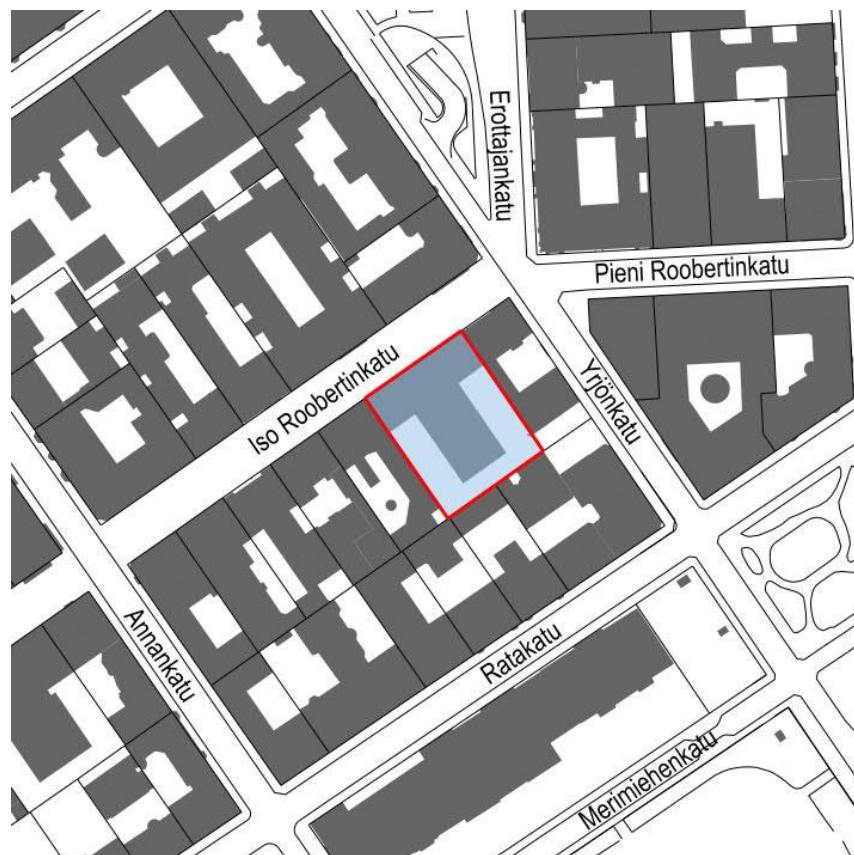 Erottajankatu
Pieni Roobertinkatu
Iso Roobertinkatu
Yrjönkatu
Annankatu
Ratakatu
Merimiehenkatu